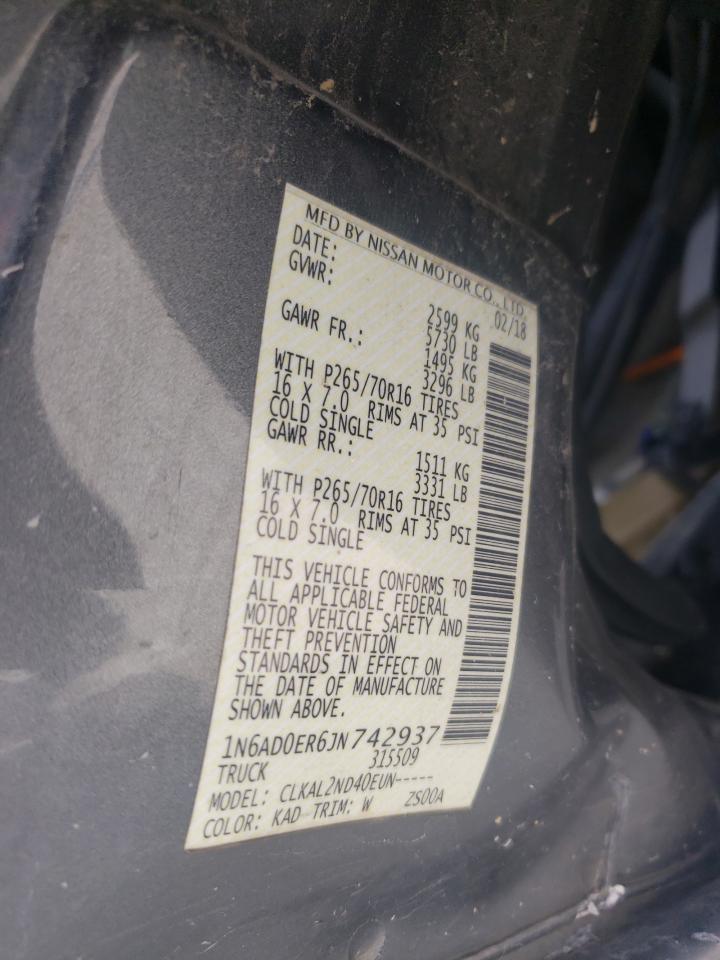 MFD BY NISSAN MOTOR CO., LTD.
DATE: 02/18
GVWR: 2599 KG
5730 LB
GAWR FR.: 1495 KG
3296 LB
WITH P265/70R16 TIRES
16 X 7.0 RIMS AT 35 PSI
COLD SINGLE
GAWR RR.: 1511 KG
3331 LB
WITH P265/70R16 TIRES
16 X 7.0 RIMS AT 35 PSI
COLD SINGLE
THIS VEHICLE CONFORMS TO
ALL APPLICABLE FEDERAL
MOTOR VEHICLE SAFETY AND
THEFT PREVENTION
STANDARDS IN EFFECT ON
THE DATE OF MANUFACTURE
SHOWN ABOVE.
1N6AD0ER6JN742937
TRUCK 315509
MODEL: CLKAL2ND40EUN-----
COLOR: KAD TRIM: W ZS00A